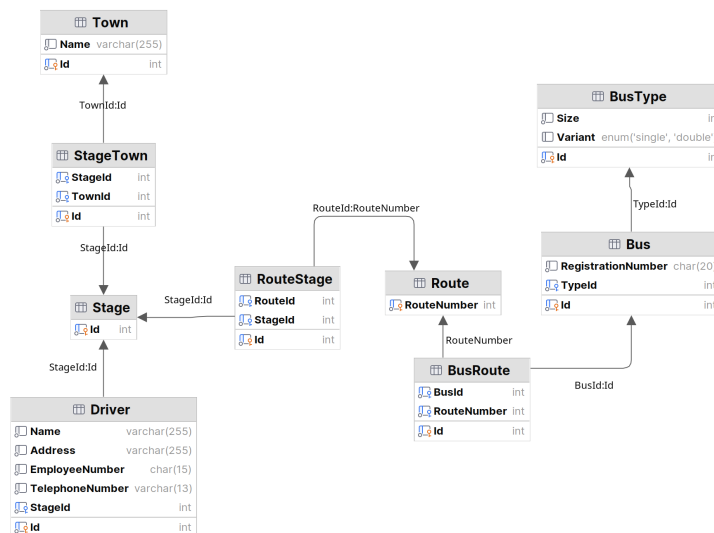 Town
Name varchar(255)
Id int
TownId:Id
StageTown
StageId int
TownId int
Id int
StageId:Id
Stage
Id int
StageId:Id
Driver
Name varchar(255)
Address varchar(255)
EmployeeNumber char(15)
TelephoneNumber varchar(13)
StageId int
Id int
StageId:Id
RouteStage
RouteId int
StageId int
Id int
RouteId:RouteNumber
Route
RouteNumber int
RouteNumber
BusRoute
BusId int
RouteNumber int
Id int
BusId:Id
BusType
Size
Variant enum('single', 'double'
Id
TypeId:Id
Bus
RegistrationNumber char(20
TypeId int
Id int